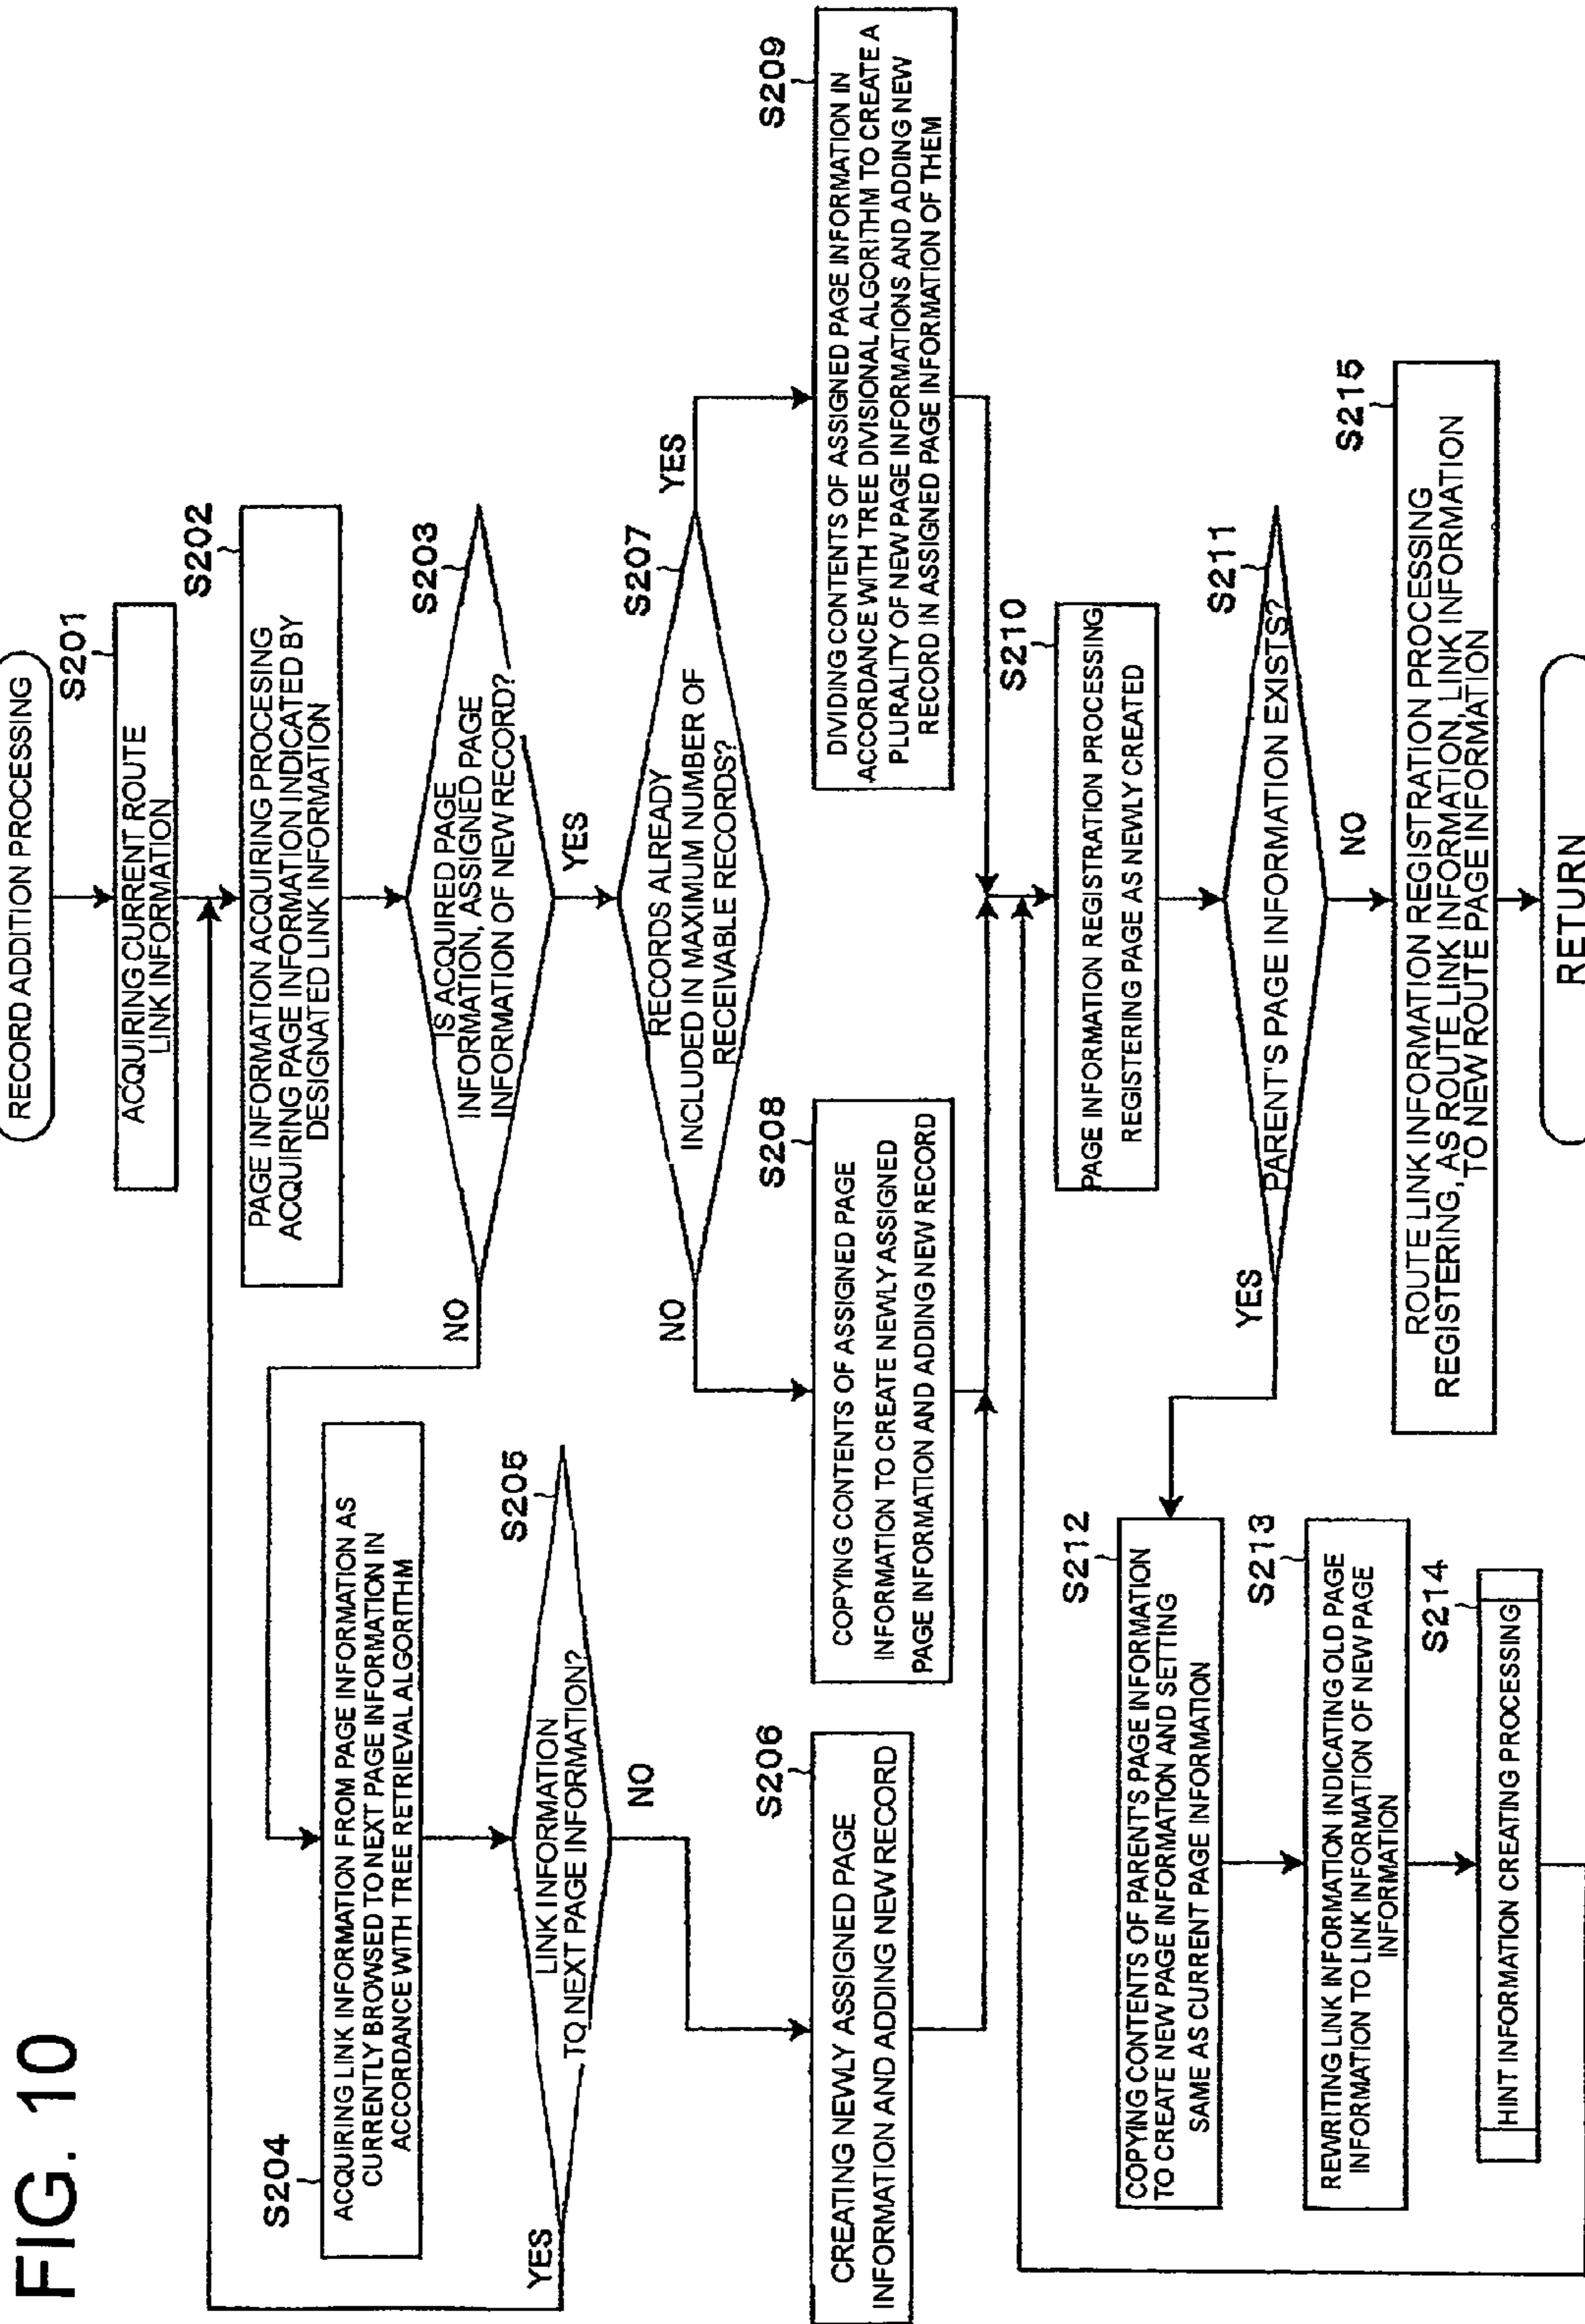 FIG. 10
RECORD ADDITION PROCESSING
S201
ACQUIRING CURRENT ROUTE
LINK INFORMATION
S202
PAGE INFORMATION ACQUIRING PROCESING
ACQUIRING PAGE INFORMATION INDICATED BY
DESIGNATED LINK INFORMATION
S203
IS ACQUIRED PAGE
INFORMATION, ASSIGNED PAGE
INFORMATION OF NEW RECORD?
NO
YES
S204
ACQUIRING LINK INFORMATION FROM PAGE INFORMATION AS
CURRENTLY BROWSED TO NEXT PAGE INFORMATION IN
ACCORDANCE WITH TREE RETRIEVAL ALGORITHM
S205
LINK INFORMATION
TO NEXT PAGE INFORMATION?
YES
NO
S206
CREATING NEWLY ASSIGNED PAGE
INFORMATION AND ADDING NEW RECORD
S207
RECORDS ALREADY
INCLUDED IN MAXIMUM NUMBER OF
RECEIVABLE RECORDS?
NO
YES
S208
COPYING CONTENTS OF ASSIGNED PAGE
INFORMATION TO CREATE NEWLY ASSIGNED
PAGE INFORMATION AND ADDING NEW RECORD
S209
DIVIDING CONTENTS OF ASSIGNED PAGE INFORMATION IN
ACCORDANCE WITH TREE DIVISIONAL ALGORITHM TO CREATE A
PLURALITY OF NEW PAGE INFORMATIONS AND ADDING NEW
RECORD IN ASSIGNED PAGE INFORMATION OF THEM
S210
PAGE INFORMATION REGISTRATION PROCESSING
REGISTERING PAGE AS NEWLY CREATED
S211
PARENT'S PAGE INFORMATION EXISTS?
YES
NO
S212
COPYING CONTENTS OF PARENT'S PAGE INFORMATION
TO CREATE NEW PAGE INFORMATION AND SETTING
SAME AS CURRENT PAGE INFORMATION
S213
REWRITING LINK INFORMATION INDICATING OLD PAGE
INFORMATION TO LINK INFORMATION OF NEW PAGE
INFORMATION
S214
HINT INFORMATION CREATING PROCESSING
S215
ROUTE LINK INFORMATION REGISTRATION PROCESSING
REGISTERING, AS ROUTE LINK INFORMATION, LINK INFORMATION
TO NEW ROUTE PAGE INFORMATION
RETURN